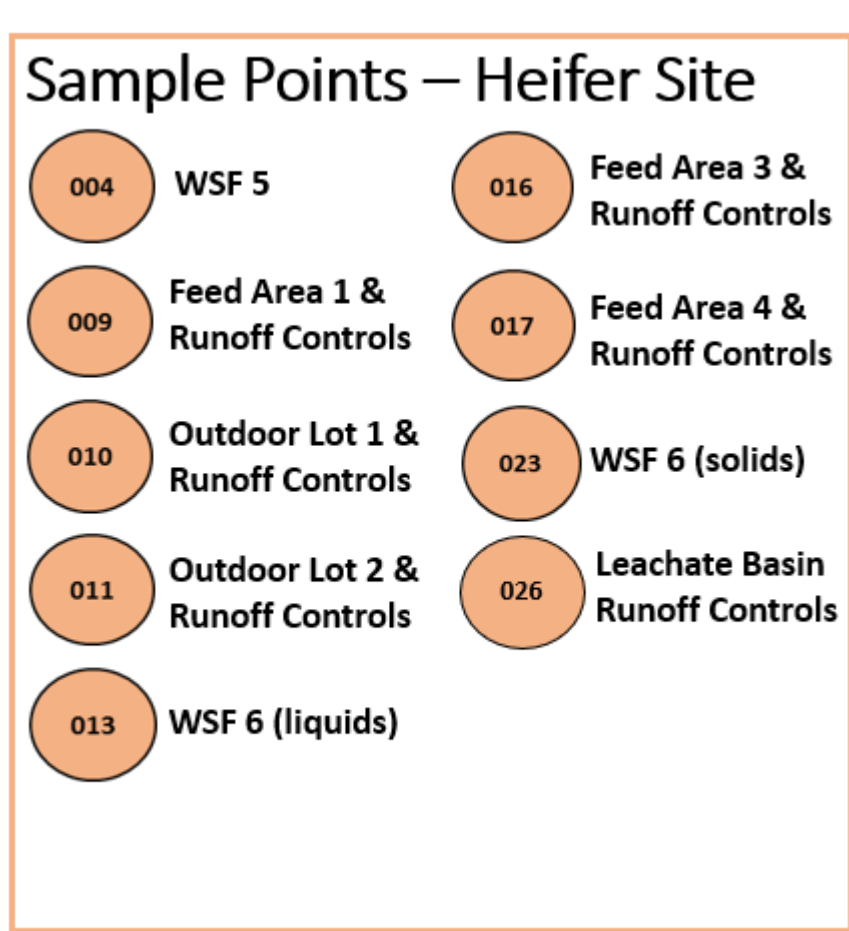 Sample Points – Heifer Site
004
WSF 5
009
Feed Area 1 &
Runoff Controls
010
Outdoor Lot 1 &
Runoff Controls
011
Outdoor Lot 2 &
Runoff Controls
013
WSF 6 (liquids)
016
Feed Area 3 &
Runoff Controls
017
Feed Area 4 &
Runoff Controls
023
WSF 6 (solids)
026
Leachate Basin
Runoff Controls